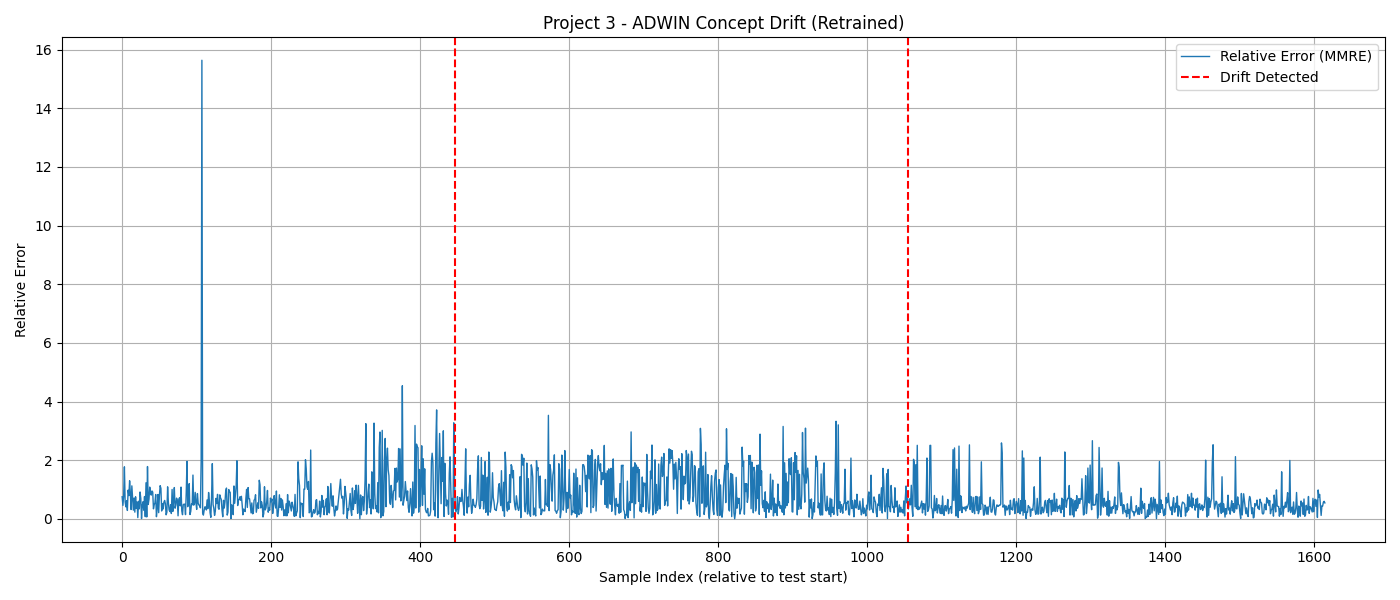 Project 3 - ADWIN Concept Drift (Retrained)
Relative Error (MMRE)
Drift Detected
16
14
12
10
8
6
4
2
0
Relative Error
0 200 400 600 800 1000 1200 1400 1600
Sample Index (relative to test start)